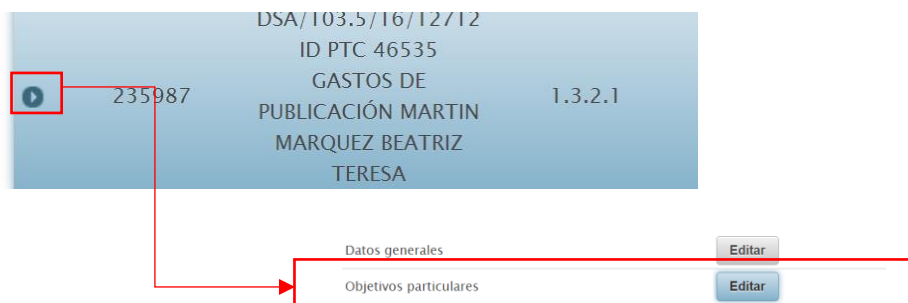 DSA/103.5/16/12712
ID PTC 46535
GASTOS DE
235987 PUBLICACIÓN MARTIN 1.3.2.1
MARQUEZ BEATRIZ
TERESA
Datos generales Editar
Objetivos particulares Editar